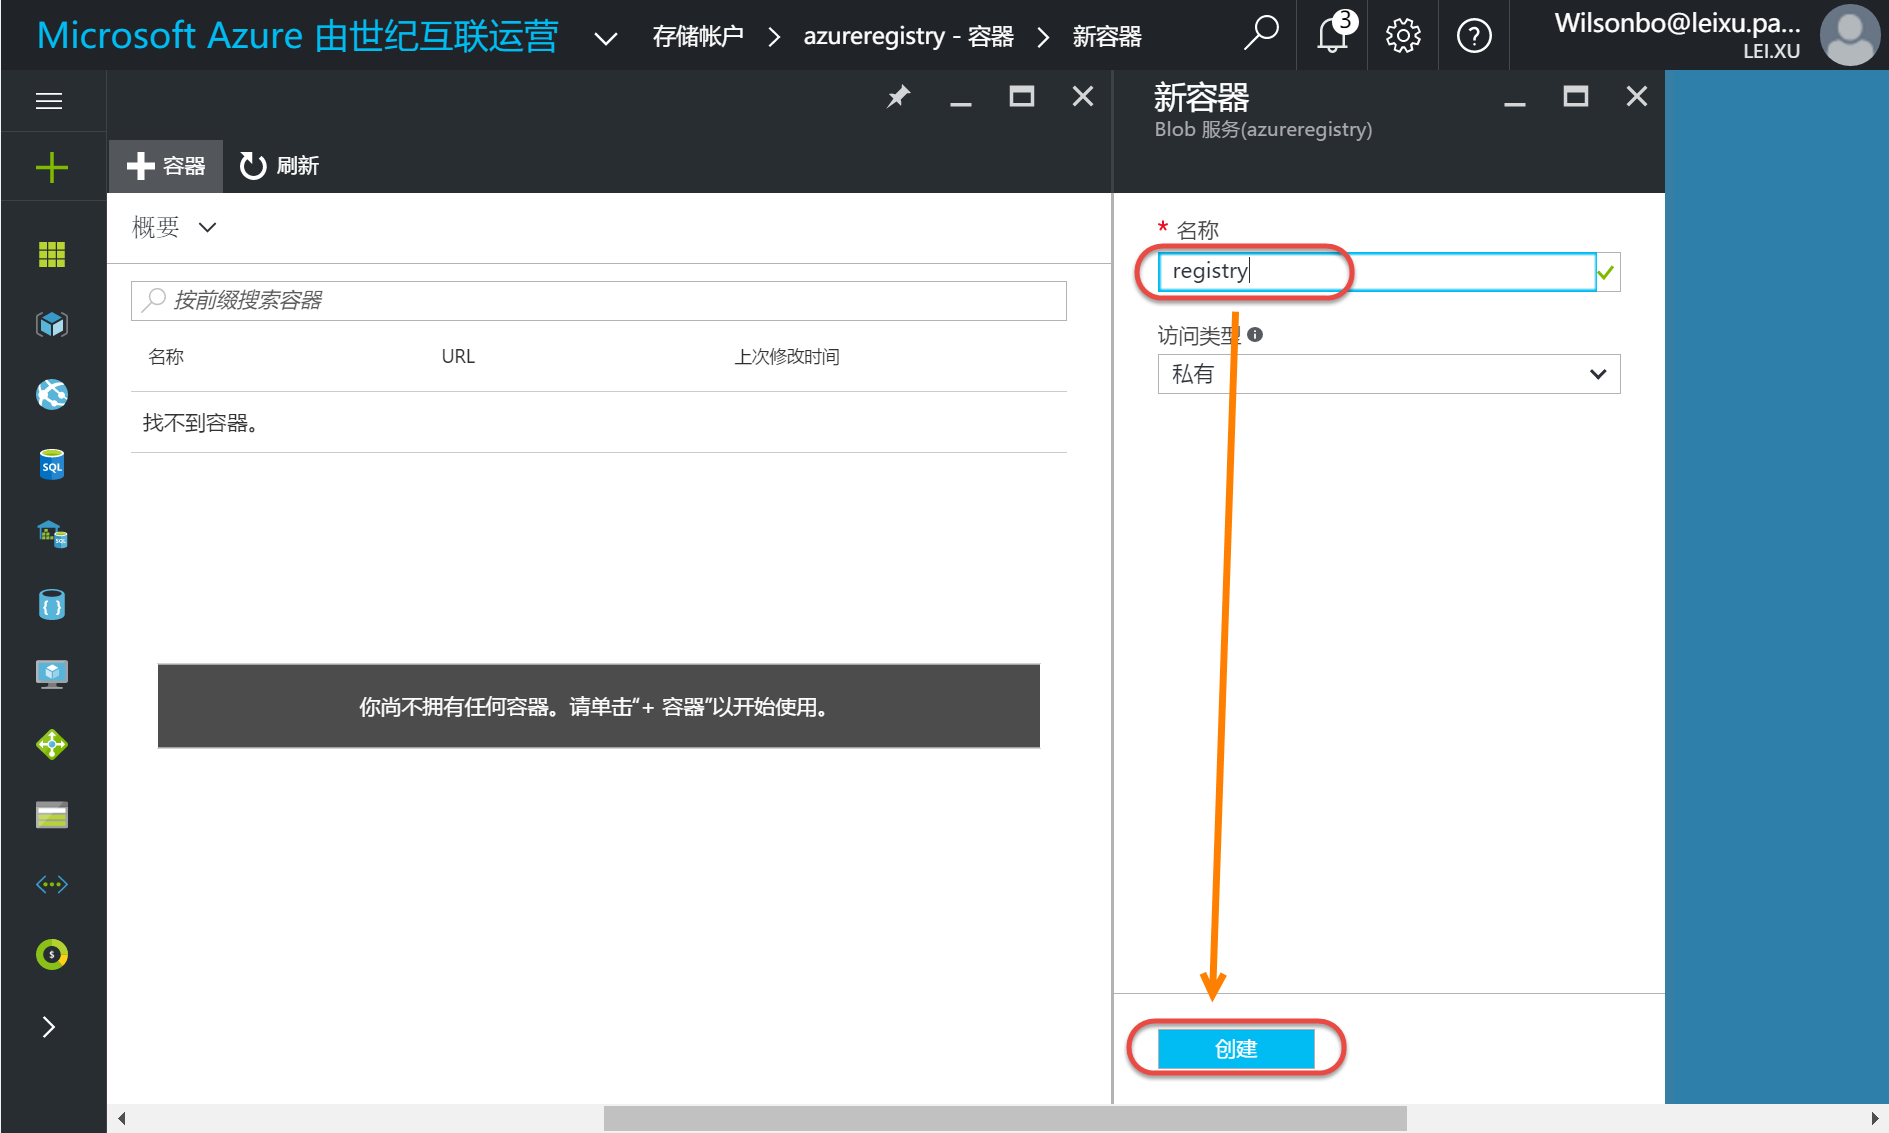 Microsoft Azure 由世纪互联运营
存储帐户
azureregistry - 容器
新容器
3
Wilsonbo@leixu.pa...
LEI.XU
容器
刷新
概要
按前缀搜索容器
名称 URL 上次修改时间
找不到容器。
你尚不拥有任何容器。请单击“+ 容器”以开始使用。
新容器
Blob 服务(azureregistry)
* 名称
registry
访问类型
私有
创建
SQL
SQL
{ }
$